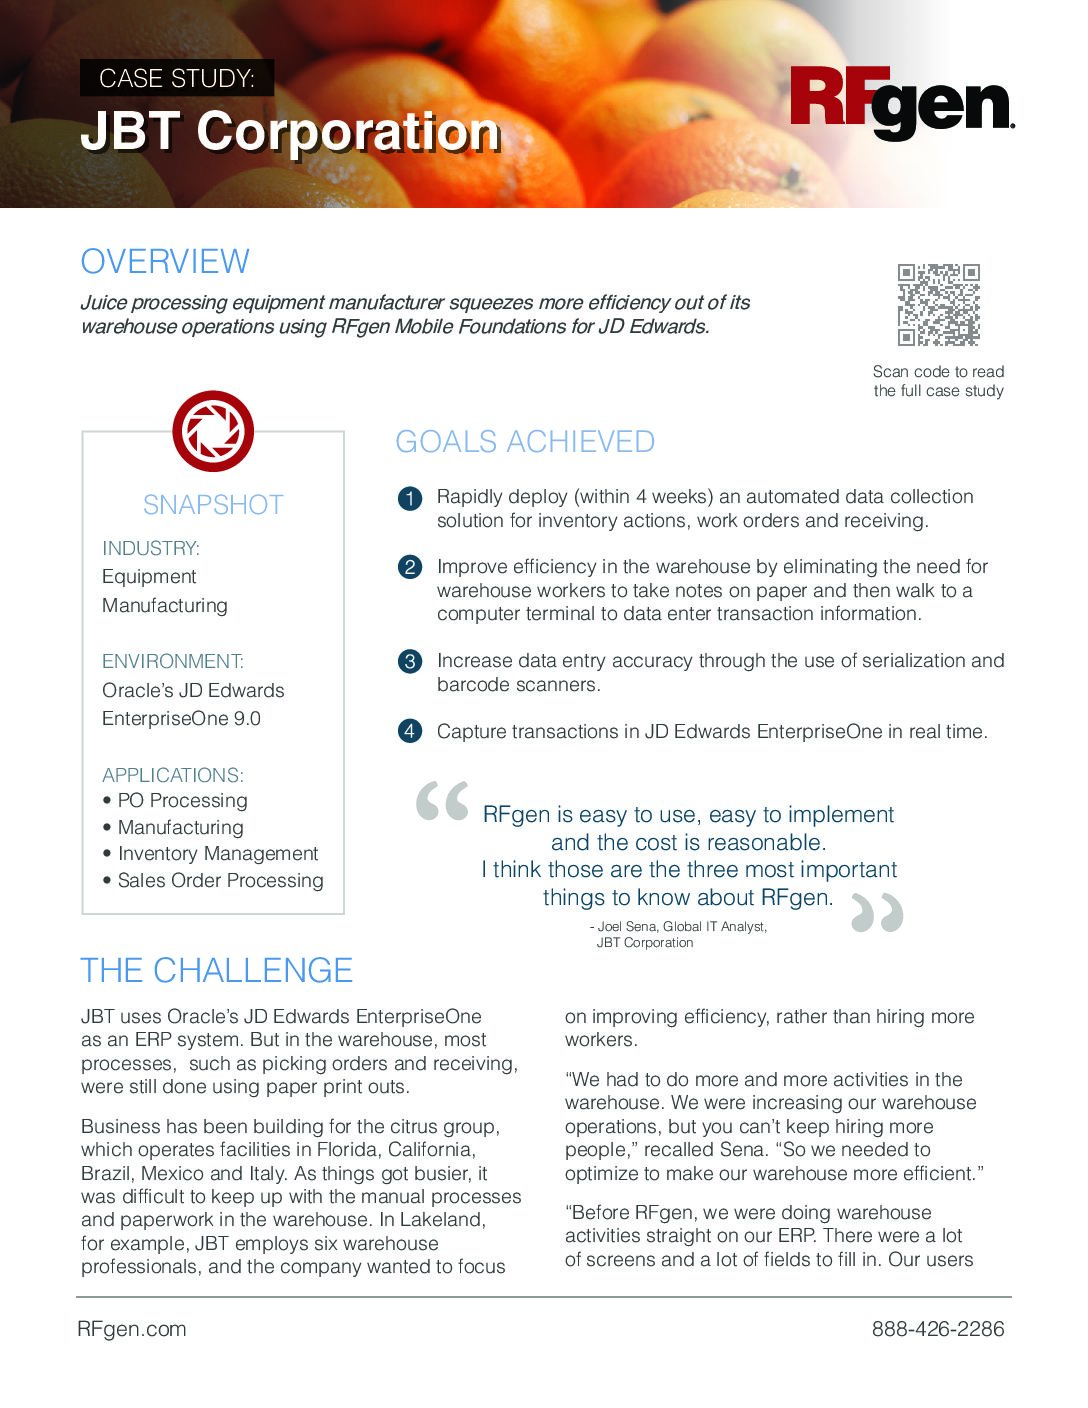 CASE STUDY:
JBT Corporation
RFgen.
OVERVIEW
Juice processing equipment manufacturer squeezes more efficiency out of its
warehouse operations using RFgen Mobile Foundations for JD Edwards.
Scan code to read
the full case study
SNAPSHOT
INDUSTRY:
Equipment
Manufacturing
ENVIRONMENT:
Oracle's JD Edwards
EnterpriseOne 9.0
APPLICATIONS:
• PO Processing
• Manufacturing
• Inventory Management
• Sales Order Processing
GOALS ACHIEVED
1 Rapidly deploy (within 4 weeks) an automated data collection
solution for inventory actions, work orders and receiving.
2 Improve efficiency in the warehouse by eliminating the need for
warehouse workers to take notes on paper and then walk to a
computer terminal to data enter transaction information.
3 Increase data entry accuracy through the use of serialization and
barcode scanners.
4 Capture transactions in JD Edwards EnterpriseOne in real time.
“RFgen is easy to use, easy to implement
and the cost is reasonable.
I think those are the three most important
things to know about RFgen.”
- Joel Sena, Global IT Analyst,
JBT Corporation
THE CHALLENGE
JBT uses Oracle's JD Edwards EnterpriseOne
as an ERP system. But in the warehouse, most
processes,  such as picking orders and receiving,
were still done using paper print outs.
Business has been building for the citrus group,
which operates facilities in Florida, California,
Brazil, Mexico and Italy. As things got busier, it
was difficult to keep up with the manual processes
and paperwork in the warehouse. In Lakeland,
for example, JBT employs six warehouse
professionals, and the company wanted to focus
on improving efficiency, rather than hiring more
workers.
“We had to do more and more activities in the
warehouse. We were increasing our warehouse
operations, but you can't keep hiring more
people,” recalled Sena. “So we needed to
optimize to make our warehouse more efficient.”
“Before RFgen, we were doing warehouse
activities straight on our ERP. There were a lot
of screens and a lot of fields to fill in. Our users
RFgen.com
888-426-2286